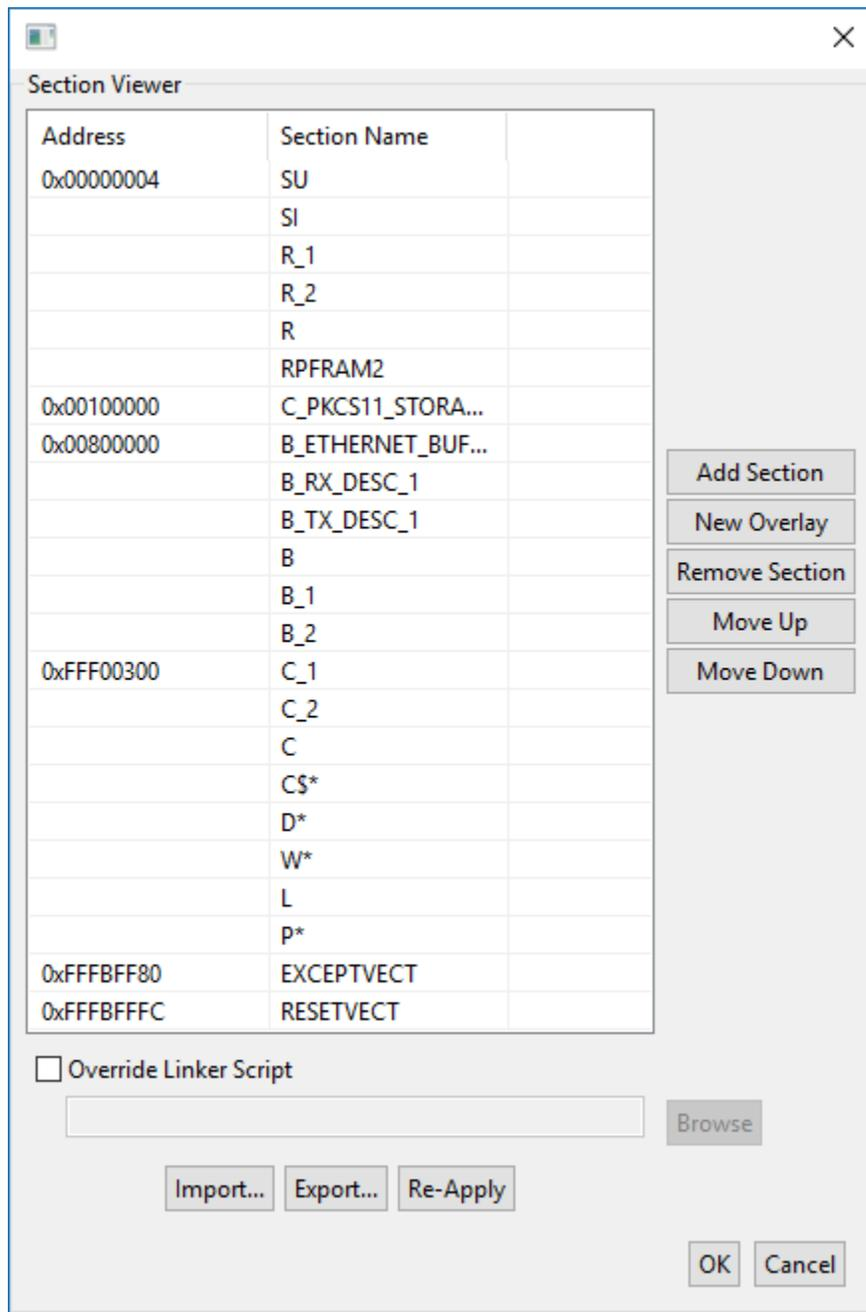 Section Viewer
Address Section Name
0x00000004 SU
SI
R_1
R_2
R
RPFRAM2
0x00100000 C_PKCS11_STORA...
0x00800000 B_ETHERNET_BUF...
B_RX_DESC_1
B_TX_DESC_1
B
B_1
B_2
0xFFF00300 C_1
C_2
C
C$*
D*
W*
L
P*
0xFFFBFF80 EXCEPTVECT
0xFFFBFFFC RESETVECT
Add Section
New Overlay
Remove Section
Move Up
Move Down
Override Linker Script
Browse
Import... Export... Re-Apply
OK Cancel